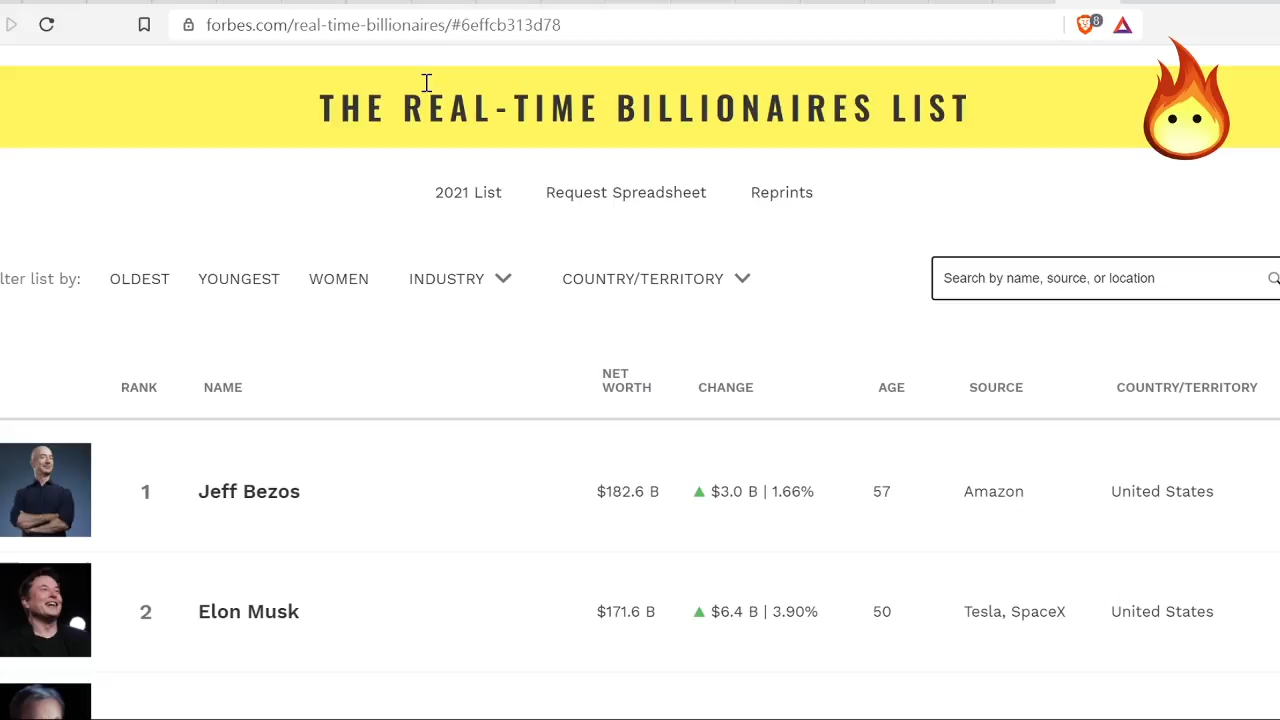 forbes.com/real-time-billionaires/#6effcb313d78
8
THE REAL-TIME BILLIONAIRES LIST
2021 List Request Spreadsheet Reprints
lter list by: OLDEST YOUNGEST WOMEN INDUSTRY COUNTRY/TERRITORY Search by name, source, or location
RANK NAME NET WORTH CHANGE AGE SOURCE COUNTRY/TERRITORY
1 Jeff Bezos $182.6 B $3.0 B | 1.66% 57 Amazon United States
2 Elon Musk $171.6 B $6.4 B | 3.90% 50 Tesla, SpaceX United States